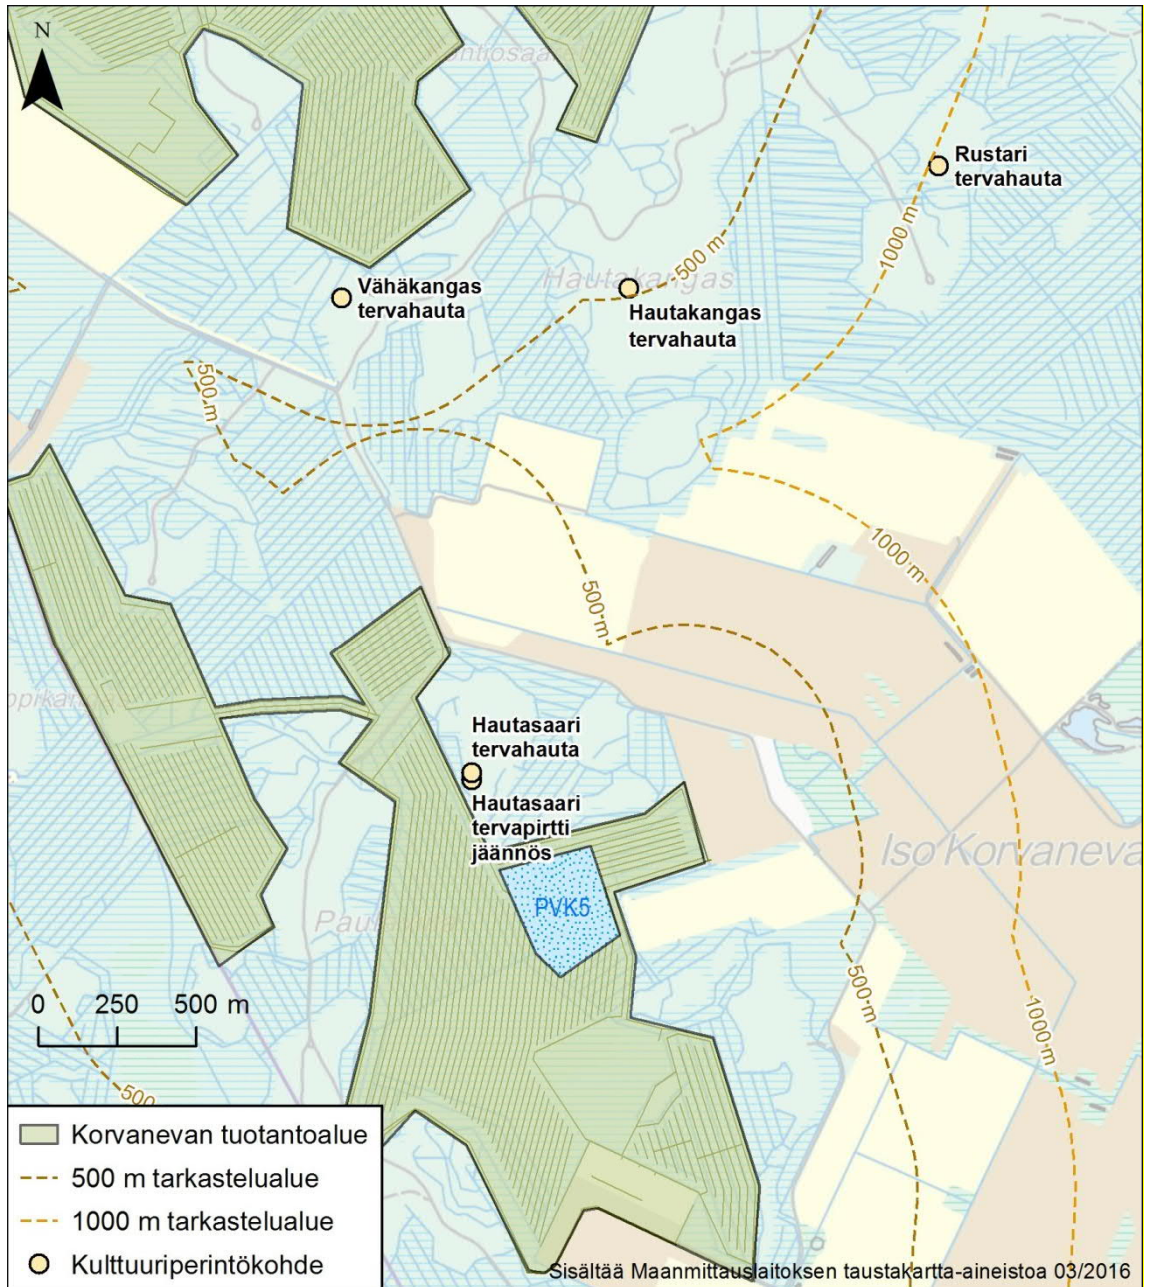 N
Rustari
tervahauta
1000 m
500 m
Hautakangas
Vähäkangas
tervahauta
Hautakangas
tervahauta
500 m
1000 m
500 m
Hautasaari
tervahauta
Hautasaari
tervapirtti
jäännös
Iso Korvaneva
PVK5
0 250 500 m
500 m
1000 m
500
Korvanevan tuotantoalue
500 m tarkastelualue
1000 m tarkastelualue
Kulttuuriperintökohde
Sisältää Maanmittauslaitoksen taustakartta-aineistoa 03/2016